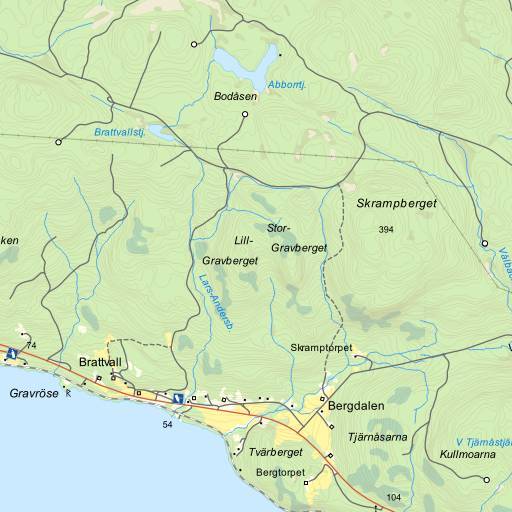 Abborrtj.
Bodåsen
Brattvallstj.
Skrampberget
Stor-
Gravberget
394
Lill-
Gravberget
ken
Lars-Andersb.
74
Skramptorpet
Brattvall
Gravröse
54
Bergdalen
Tjärnåsarna
V Tjärnåstjä
Kullmoarna
Tvärberget
Bergtorpet
104